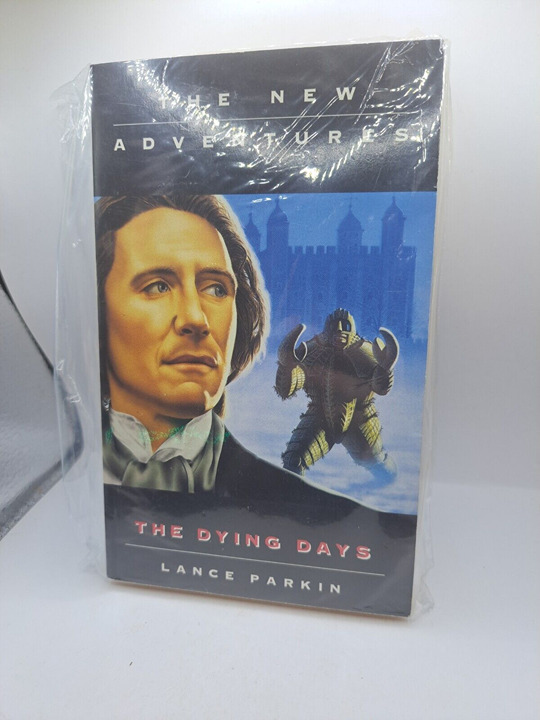 THE NEW
ADVENTURES
THE DYING DAYS
LANCE PARKIN